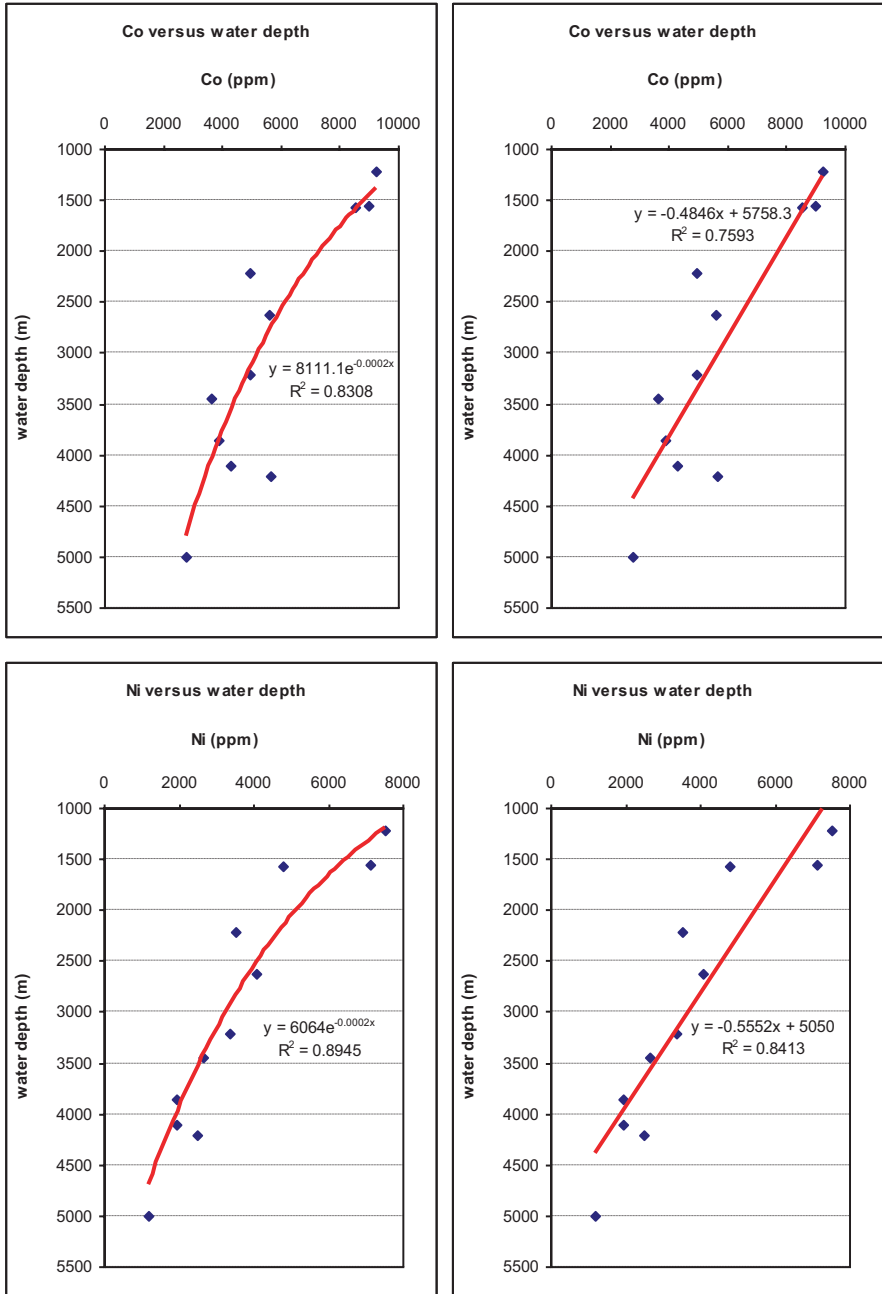 Co versus water depth
Co (ppm)
0 2000 4000 6000 8000 10000
1000
1500
2000
2500
3000
3500
4000
4500
5000
5500
water depth (m)
y = 8111.1e^-0.0002x
R² = 0.8308
Co versus water depth
Co (ppm)
0 2000 4000 6000 8000 10000
1000
1500
2000
2500
3000
3500
4000
4500
5000
5500
water depth (m)
y = -0.4846x + 5758.3
R² = 0.7593
Ni versus water depth
Ni (ppm)
0 2000 4000 6000 8000
1000
1500
2000
2500
3000
3500
4000
4500
5000
5500
water depth (m)
y = 6064e^-0.0002x
R² = 0.8945
Ni versus water depth
Ni (ppm)
0 2000 4000 6000 8000
1000
1500
2000
2500
3000
3500
4000
4500
5000
5500
water depth (m)
y = -0.5552x + 5050
R² = 0.8413